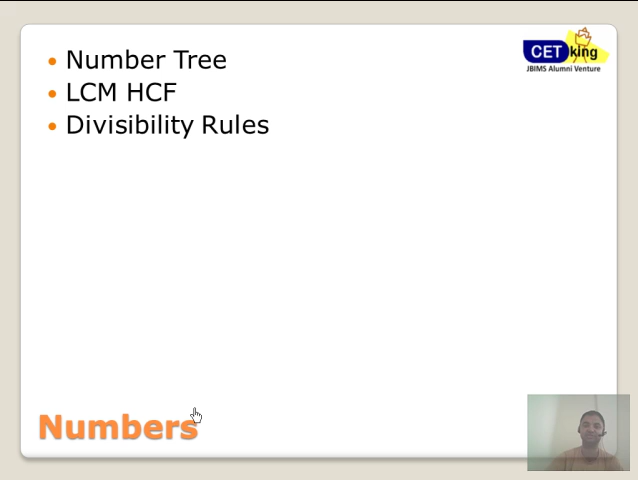 Number Tree
LCM HCF
Divisibility Rules
CET king
JBIMS Alumni Venture
Numbers